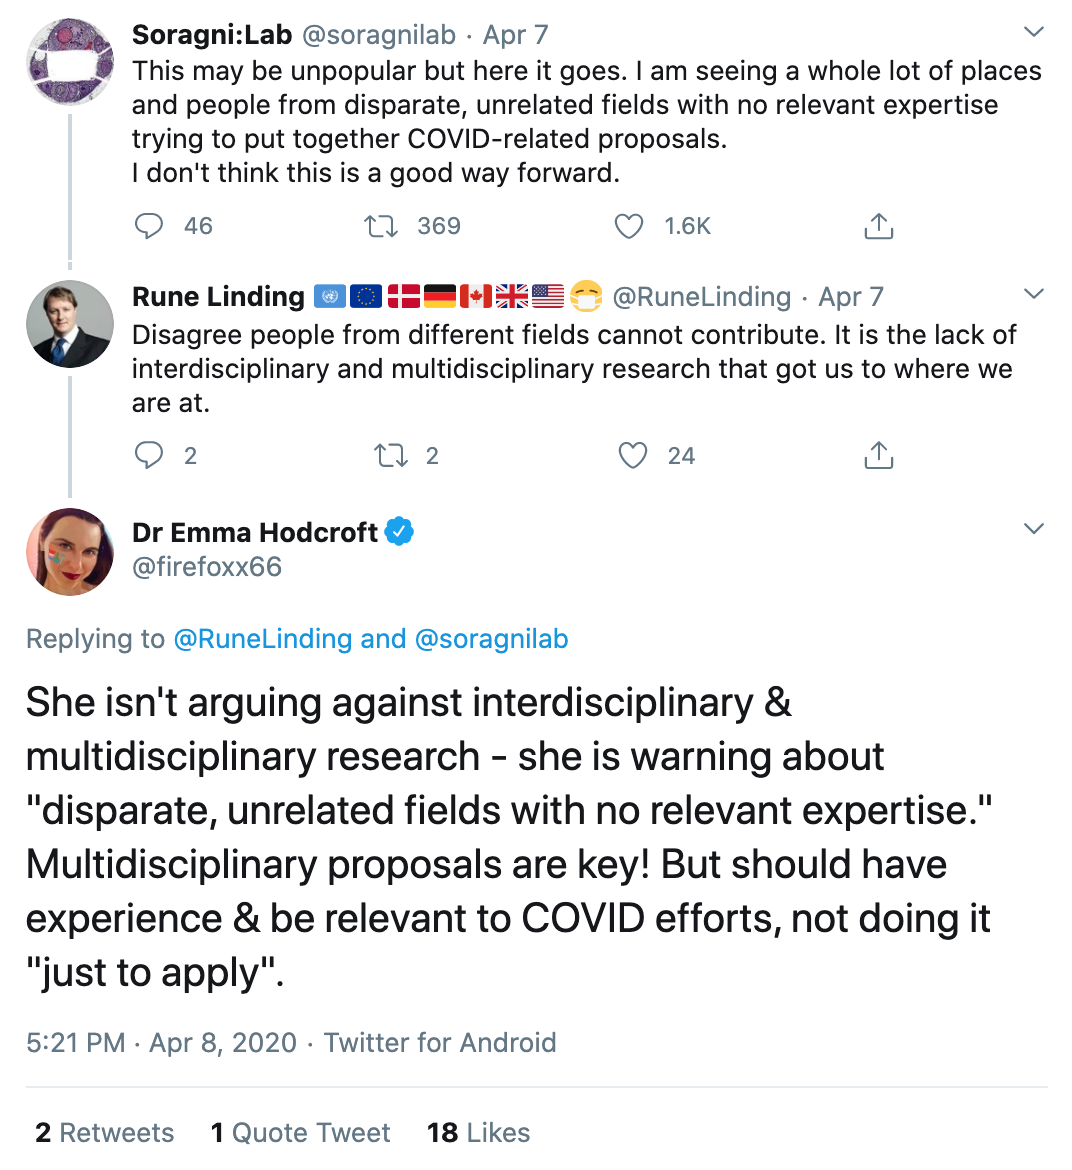 Soragni:Lab @soragnilab · Apr 7
This may be unpopular but here it goes. I am seeing a whole lot of places
and people from disparate, unrelated fields with no relevant expertise
trying to put together COVID-related proposals.
I don't think this is a good way forward.
46 369 1.6K
Rune Linding 🇺🇳🇪🇺🇩🇰🇩🇪🇨🇦🇬🇧🇺🇸😷 @RuneLinding · Apr 7
Disagree people from different fields cannot contribute. It is the lack of
interdisciplinary and multidisciplinary research that got us to where we
are at.
2 2 24
Dr Emma Hodcroft
@firefoxx66
Replying to @RuneLinding and @soragnilab
She isn't arguing against interdisciplinary &
multidisciplinary research - she is warning about
"disparate, unrelated fields with no relevant expertise."
Multidisciplinary proposals are key! But should have
experience & be relevant to COVID efforts, not doing it
"just to apply".
5:21 PM · Apr 8, 2020 · Twitter for Android
2 Retweets 1 Quote Tweet 18 Likes